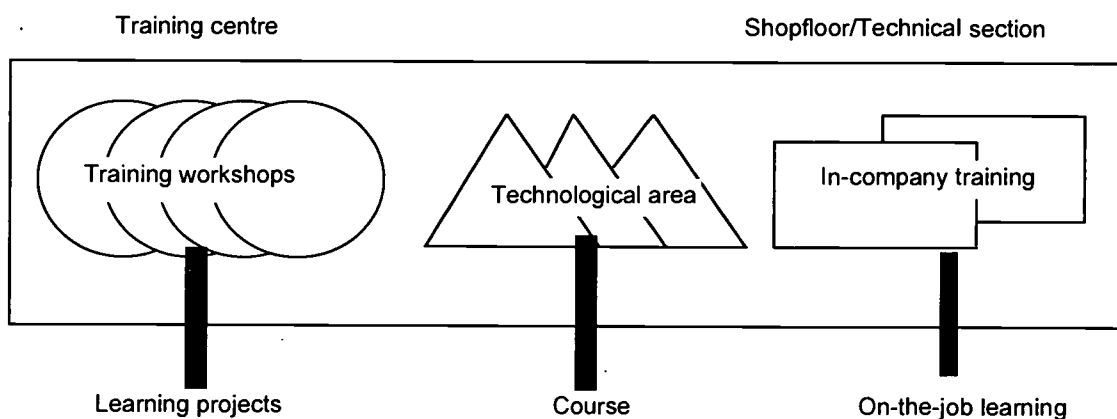 Training centre
Shopfloor/Technical section
Training workshops
Technological area
In-company training
Learning projects
Course
On-the-job learning